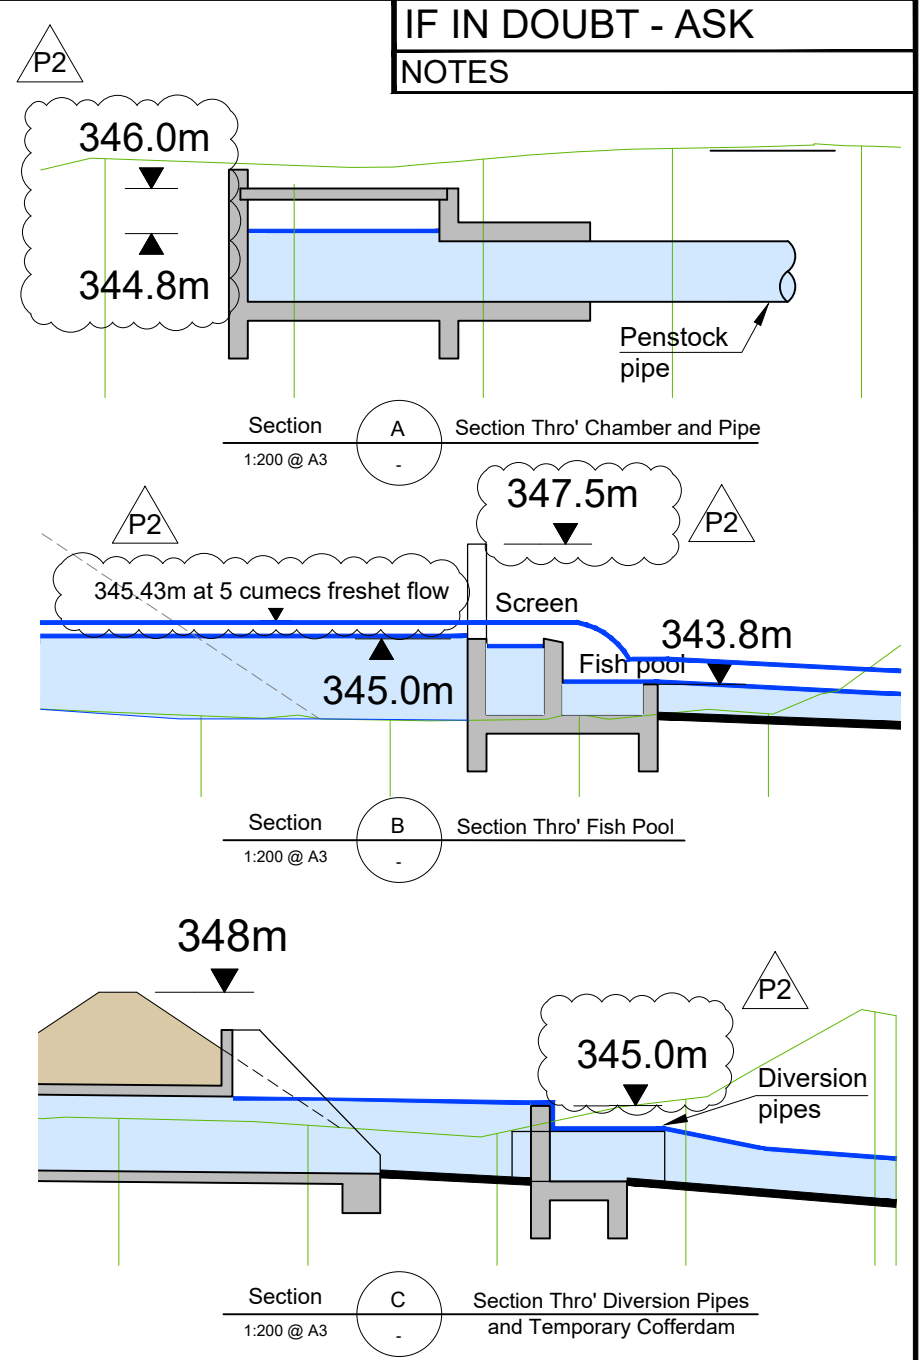 IF IN DOUBT - ASK
NOTES
P2
346.0m
344.8m
Penstock
pipe
Section
A
Section Thro' Chamber and Pipe
1:200 @ A3
-
347.5m
P2
P2
345.43m at 5 cumecs freshet flow
Screen
343.8m
Fish pool
345.0m
Section
B
Section Thro' Fish Pool
1:200 @ A3
-
348m
P2
345.0m
Diversion
pipes
Section
C
Section Thro' Diversion Pipes
and Temporary Cofferdam
1:200 @ A3
-